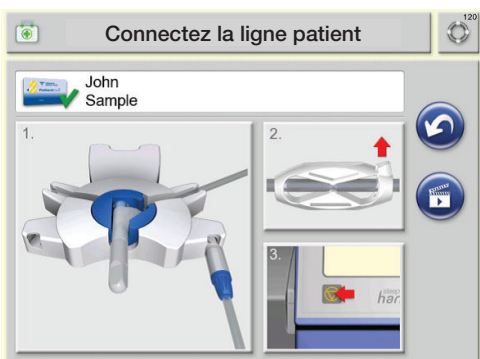 Connectez la ligne patient
120
John
Sample
1.
2.
3.
sleep
har